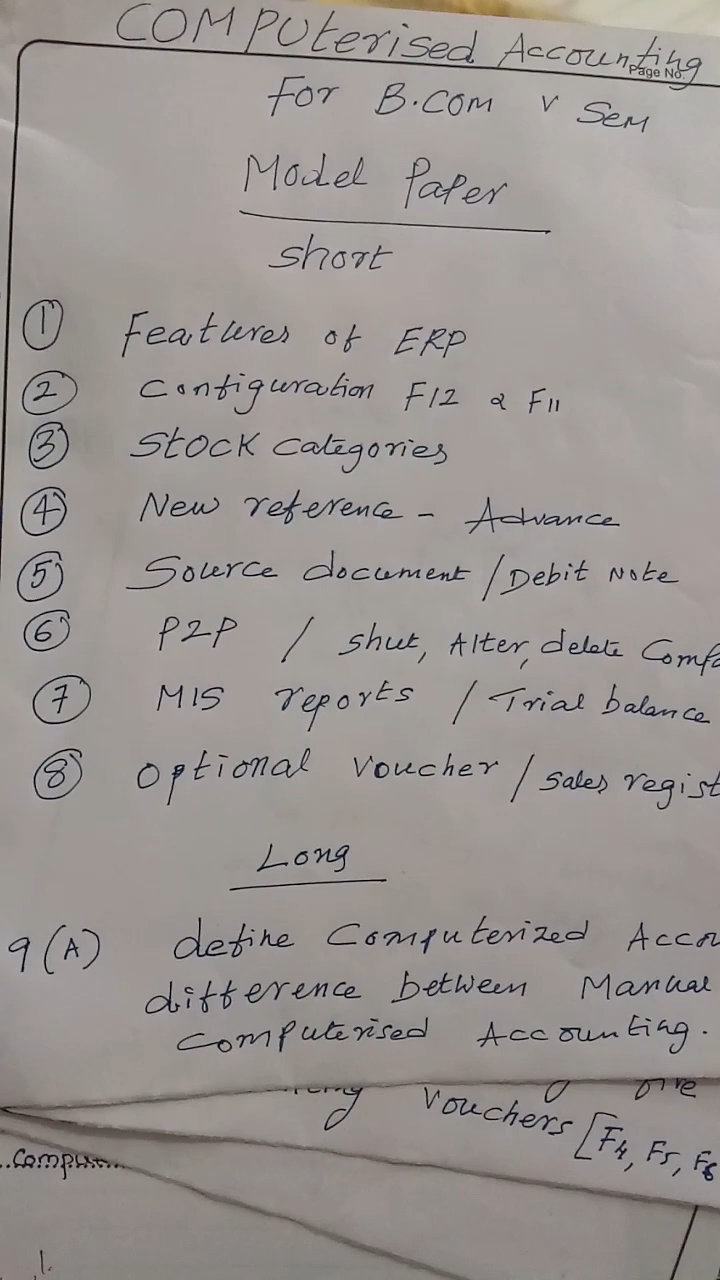 COMPUterised Accounting
Page No.
For B.COM V Sem
Model Paper
Short
① Features of ERP
② Configuration F12 & F11
③ Stock Categories
④ New reference - Advance
⑤ Source document / Debit Note
⑥ P2P / shut, Alter, delete Compa
⑦ MIS reports / Trial balance
⑧ Optional Voucher / Sales regist
Long
9 (A) define Computerized Accou
difference between Manual
Computerised Accounting.
Vouchers [F4, F5, F6